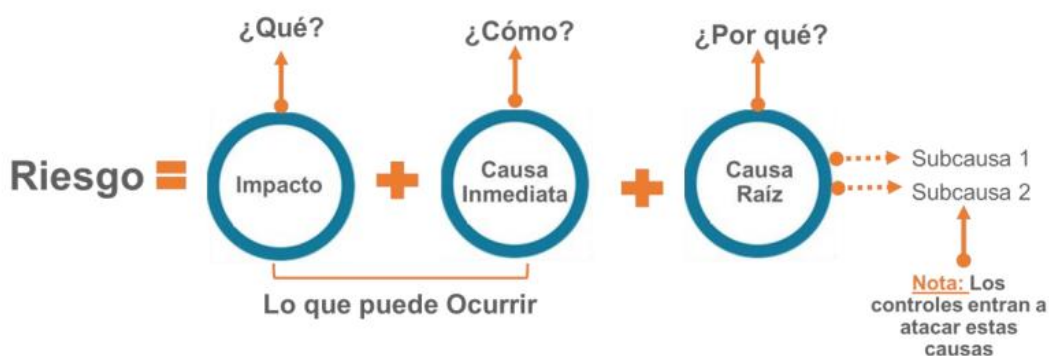 ¿Qué?
¿Cómo?
¿Por qué?
Riesgo =
Impacto
+
Causa
Inmediata
+
Causa
Raíz
Subcausa 1
Subcausa 2
Lo que puede Ocurrir
Nota: Los
controles entran a
atacar estas
causas